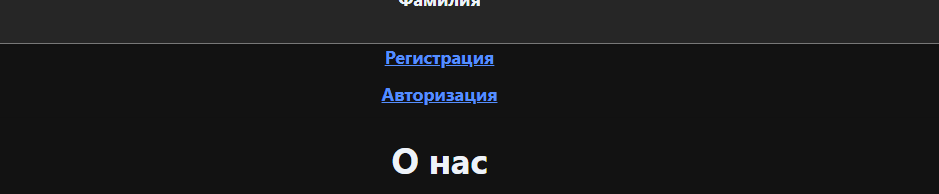 Фамилия
Регистрация
Авторизация
О нас